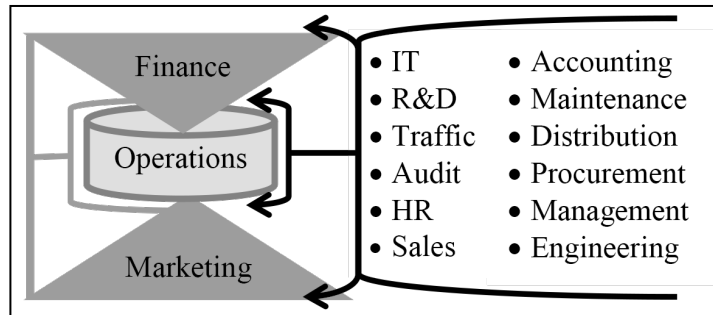 Finance
Operations
Marketing
• IT
• R&D
• Traffic
• Audit
• HR
• Sales
• Accounting
• Maintenance
• Distribution
• Procurement
• Management
• Engineering